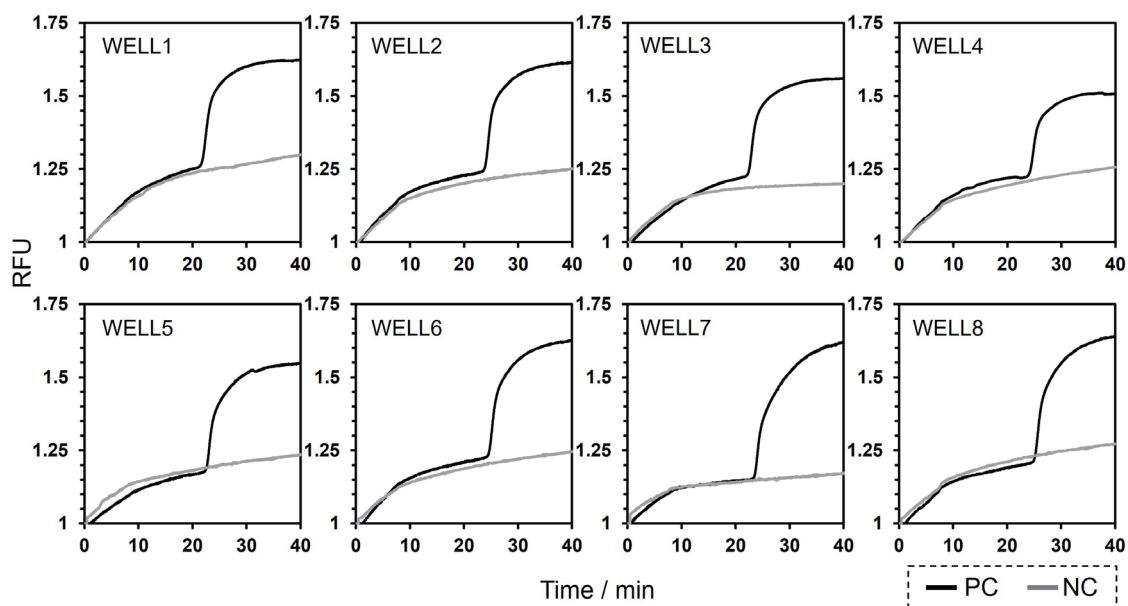 1.75 1.75 1.75 1.75
WELL1 WELL2 WELL3 WELL4
1.5 1.5 1.5 1.5
1.25 1.25 1.25 1.25
1 1 1 1
0 10 20 30 40 0 10 20 30 40 0 10 20 30 40 0 10 20 30 40
RFU
1.75 1.75 1.75 1.75
WELL5 WELL6 WELL7 WELL8
1.5 1.5 1.5 1.5
1.25 1.25 1.25 1.25
1 1 1 1
0 10 20 30 40 0 10 20 30 40 0 10 20 30 40 0 10 20 30 40
Time / min
PC NC